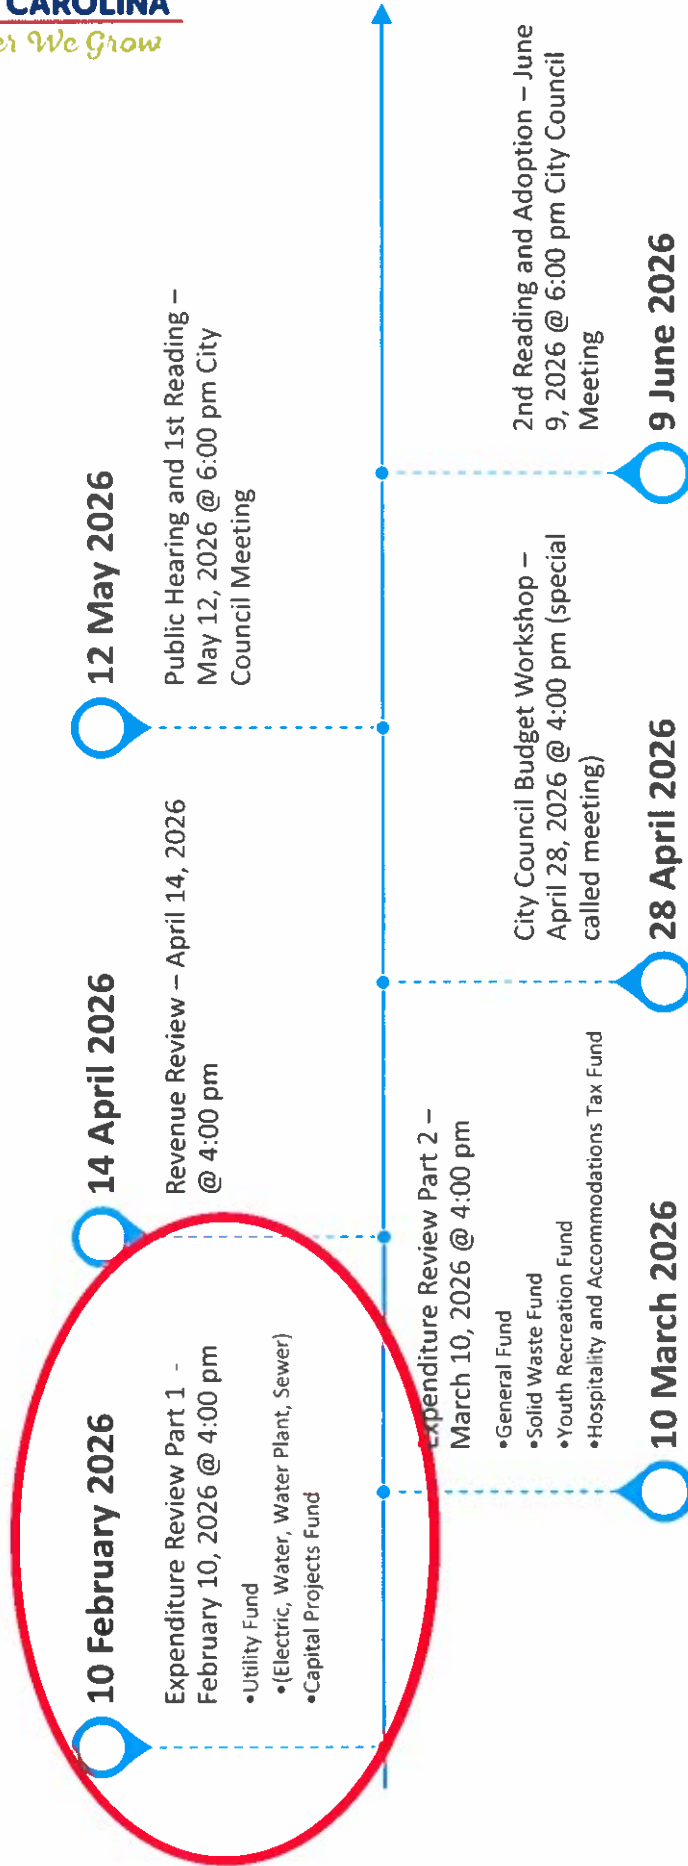 CAROLINA
We Grow
10 February 2026
Expenditure Review Part 1 -
February 10, 2026 @ 4:00 pm
•Utility Fund
•(Electric, Water, Water Plant, Sewer)
•Capital Projects Fund
10 March 2026
Expenditure Review Part 2 –
March 10, 2026 @ 4:00 pm
•General Fund
•Solid Waste Fund
•Youth Recreation Fund
•Hospitality and Accommodations Tax Fund
14 April 2026
Revenue Review – April 14, 2026
@ 4:00 pm
28 April 2026
City Council Budget Workshop –
April 28, 2026 @ 4:00 pm (special
called meeting)
12 May 2026
Public Hearing and 1st Reading –
May 12, 2026 @ 6:00 pm City
Council Meeting
9 June 2026
2nd Reading and Adoption – June
9, 2026 @ 6:00 pm City Council
Meeting